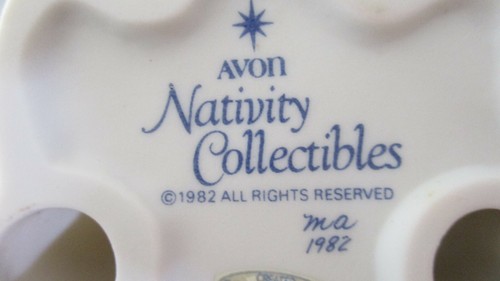 AVON
Nativity
Collectibles
©1982 ALL RIGHTS RESERVED
ma
1982